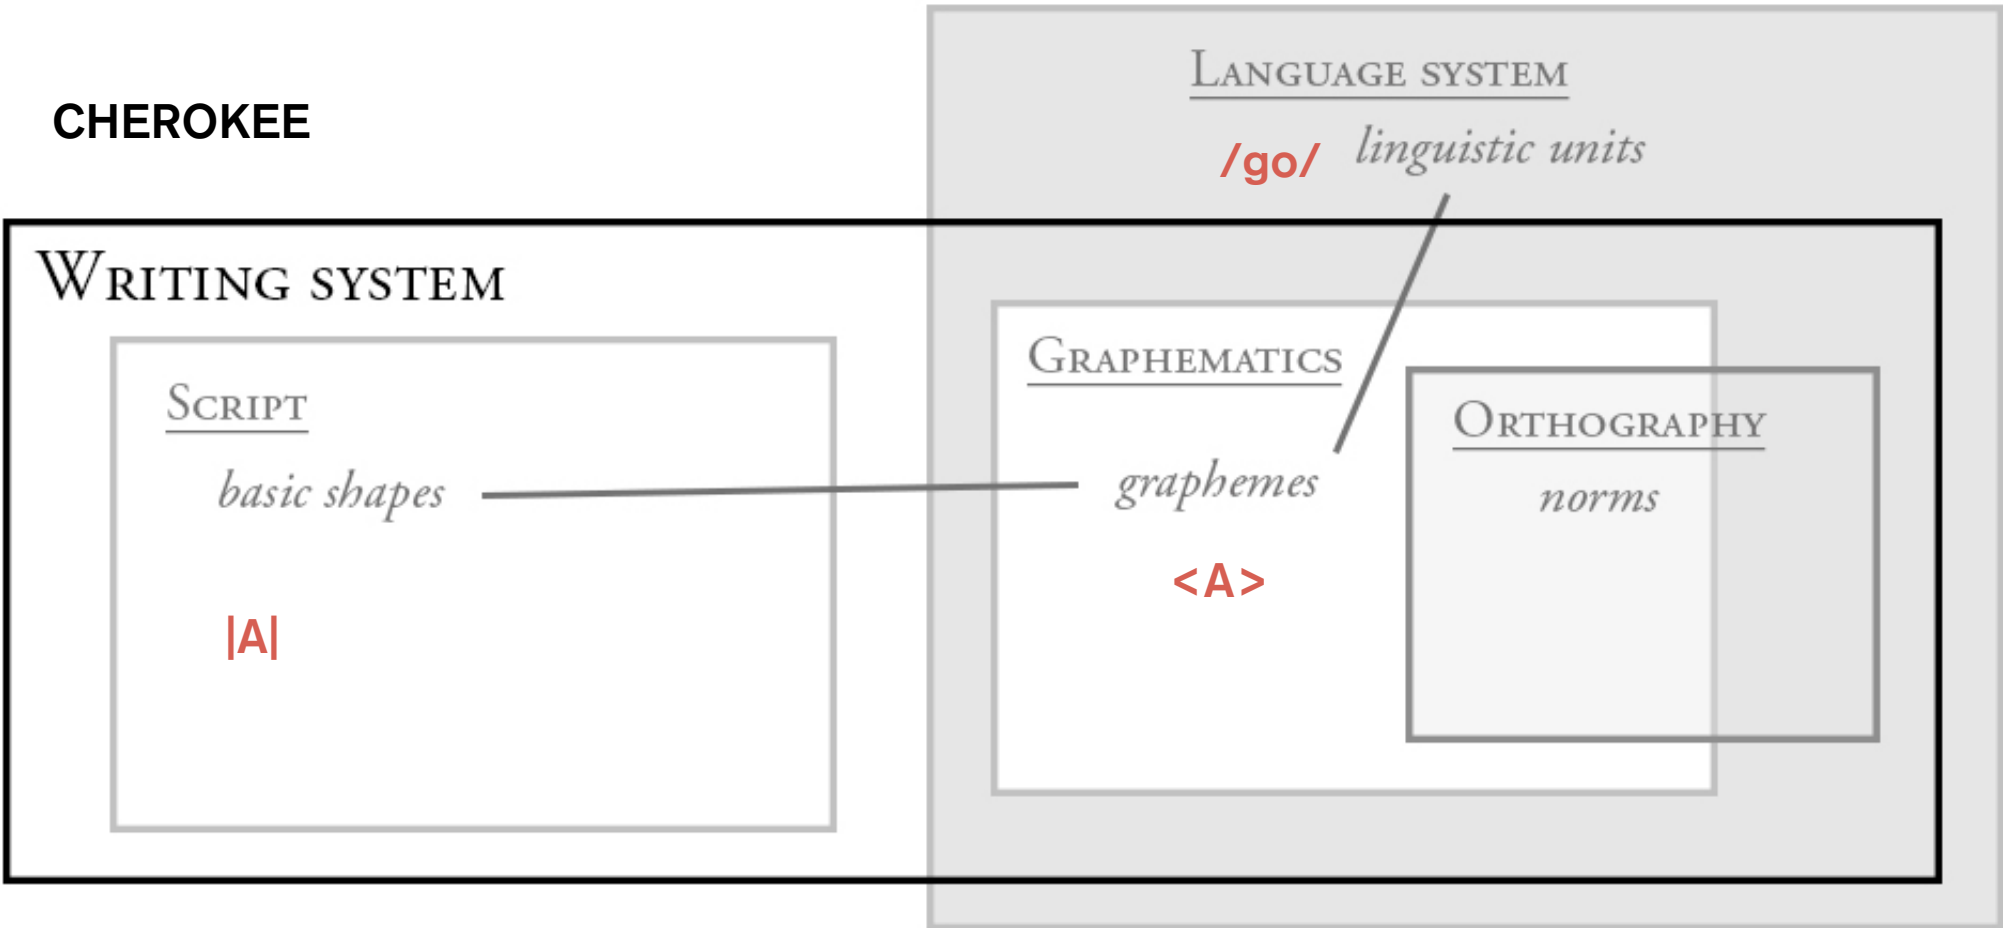 CHEROKEE
LANGUAGE SYSTEM
/go/ linguistic units
WRITING SYSTEM
SCRIPT
basic shapes
|A|
GRAPHEMATICS
graphemes
<A>
ORTHOGRAPHY
norms